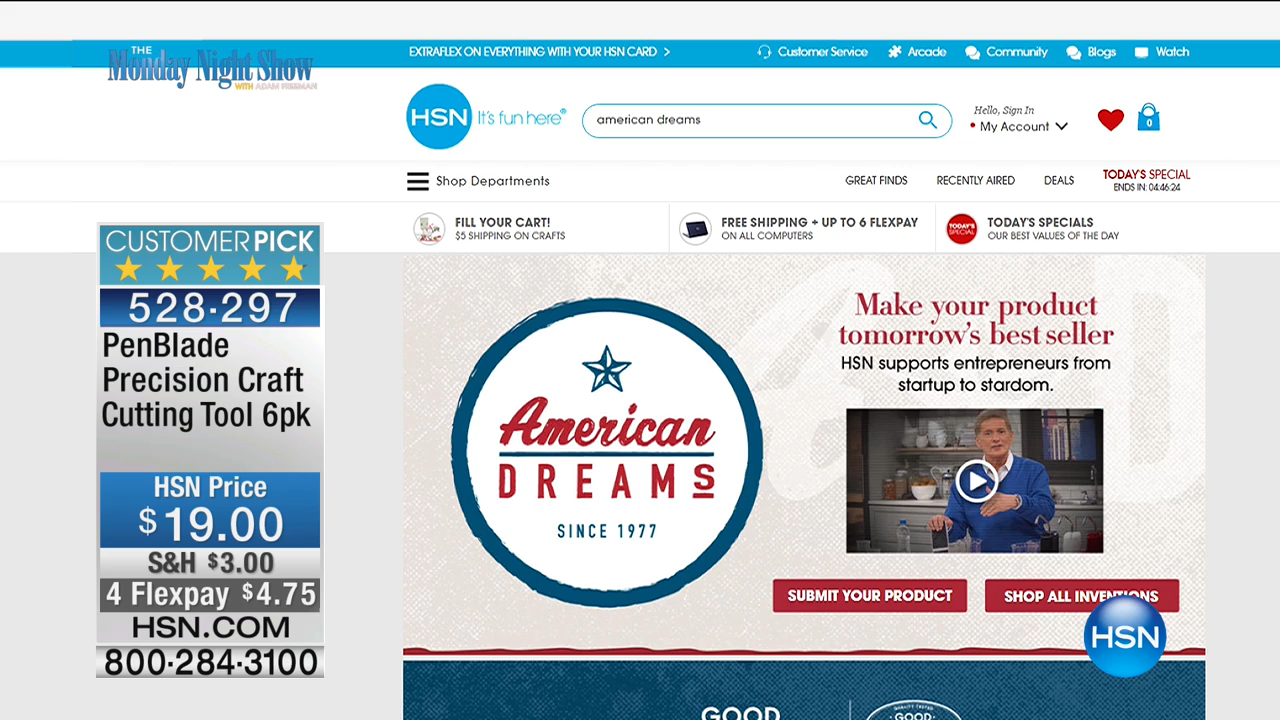 THE
Monday Night Show
WITH ADAM FREEMAN
EXTRAFLEX ON EVERYTHING WITH YOUR HSN CARD >
Customer Service
Arcade
Community
Blogs
Watch
HSN It's fun here®
american dreams
Hello, Sign In
My Account
0
Shop Departments
GREAT FINDS
RECENTLY AIRED
DEALS
TODAY'S SPECIAL
ENDS IN: 04:46:24
FILL YOUR CART!
$5 SHIPPING ON CRAFTS
FREE SHIPPING + UP TO 6 FLEXPAY
ON ALL COMPUTERS
TODAY'S
SPECIAL
TODAY'S SPECIALS
OUR BEST VALUES OF THE DAY
CUSTOMER PICK
528-297
PenBlade
Precision Craft
Cutting Tool 6pk
HSN Price
$19.00
S&H $3.00
4 Flexpay $4.75
HSN.COM
800-284-3100
American
DREAMS
SINCE 1977
Make your product
tomorrow's best seller
HSN supports entrepreneurs from
startup to stardom.
SUBMIT YOUR PRODUCT
SHOP ALL INVENTIONS
HSN
GOOD
QUALITY TESTED
GOOD